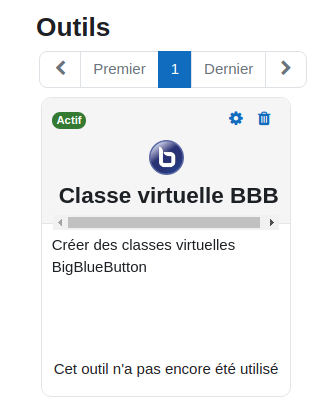 Outils
Premier 1 Dernier
Actif
Classe virtuelle BBB
Créer des classes virtuelles
BigBlueButton
Cet outil n'a pas encore été utilisé